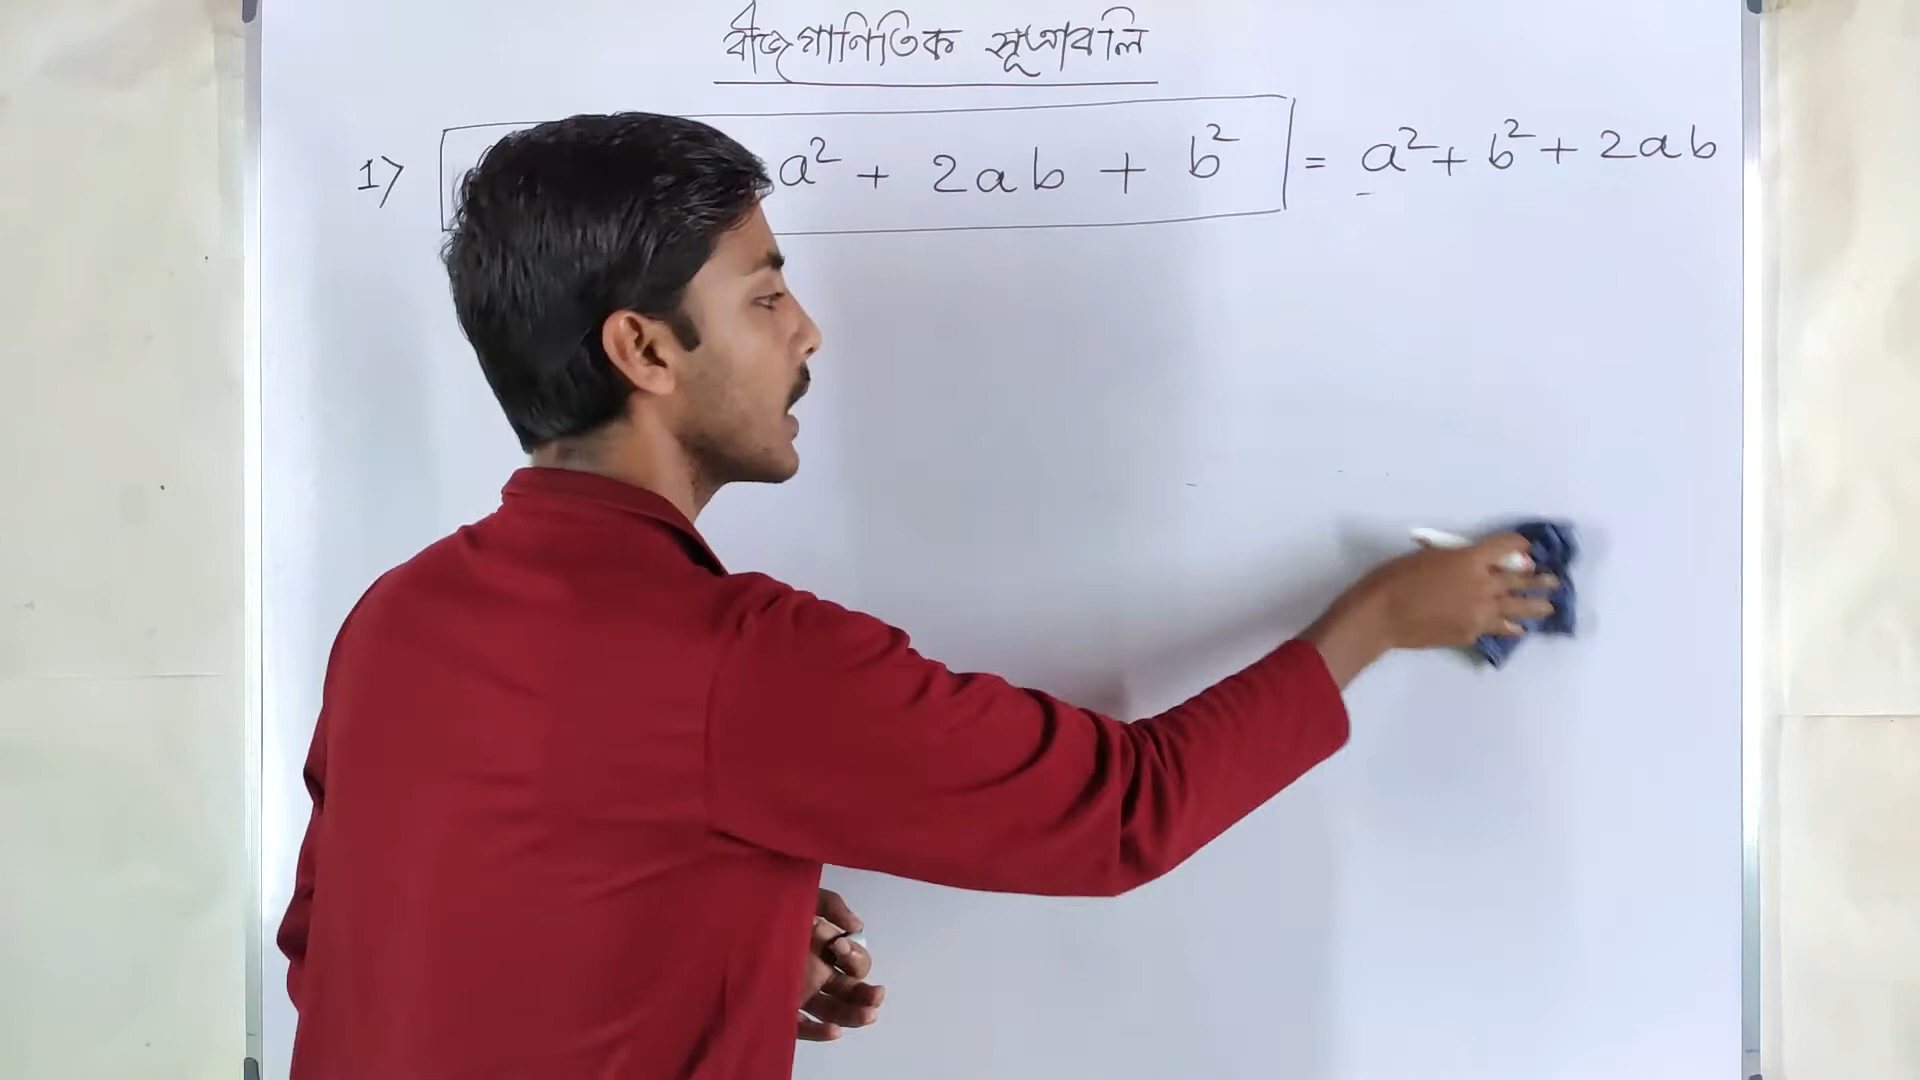 বীজগাণিতিক সূত্রাবলি
1) a² + 2ab + b² = a² + b² + 2ab